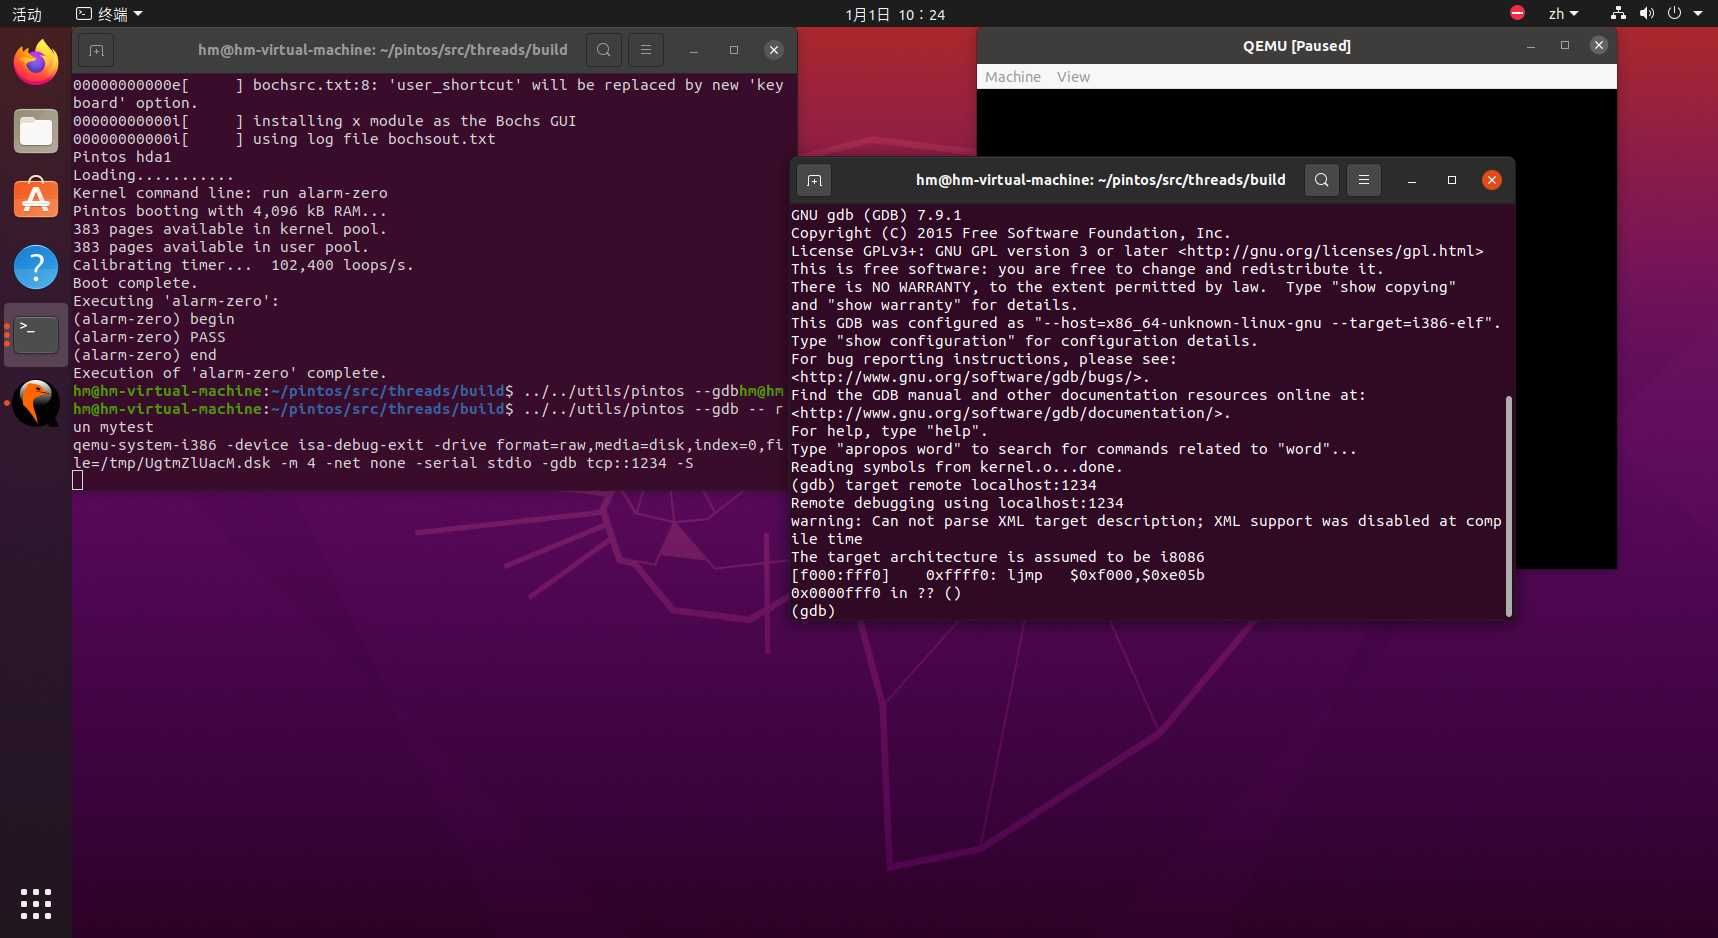 活动
终端
1月1日 10：24
zh
hm@hm-virtual-machine: ~/pintos/src/threads/build
00000000000e[     ] bochsrc.txt:8: 'user_shortcut' will be replaced by new 'key
board' option.
00000000000i[     ] installing x module as the Bochs GUI
00000000000i[     ] using log file bochsout.txt
Pintos hda1
Loading...........
Kernel command line: run alarm-zero
Pintos booting with 4,096 kB RAM...
383 pages available in kernel pool.
383 pages available in user pool.
Calibrating timer...  102,400 loops/s.
Boot complete.
Executing 'alarm-zero':
(alarm-zero) begin
(alarm-zero) PASS
(alarm-zero) end
Execution of 'alarm-zero' complete.
hm@hm-virtual-machine:~/pintos/src/threads/build$ ../../utils/pintos --gdbhm@hm
hm@hm-virtual-machine:~/pintos/src/threads/build$ ../../utils/pintos --gdb -- r
un mytest
qemu-system-i386 -device isa-debug-exit -drive format=raw,media=disk,index=0,fi
le=/tmp/UgtmZlUacM.dsk -m 4 -net none -serial stdio -gdb tcp::1234 -S
QEMU [Paused]
Machine View
hm@hm-virtual-machine: ~/pintos/src/threads/build
GNU gdb (GDB) 7.9.1
Copyright (C) 2015 Free Software Foundation, Inc.
License GPLv3+: GNU GPL version 3 or later <http://gnu.org/licenses/gpl.html>
This is free software: you are free to change and redistribute it.
There is NO WARRANTY, to the extent permitted by law.  Type "show copying"
and "show warranty" for details.
This GDB was configured as "--host=x86_64-unknown-linux-gnu --target=i386-elf".
Type "show configuration" for configuration details.
For bug reporting instructions, please see:
<http://www.gnu.org/software/gdb/bugs/>.
Find the GDB manual and other documentation resources online at:
<http://www.gnu.org/software/gdb/documentation/>.
For help, type "help".
Type "apropos word" to search for commands related to "word"...
Reading symbols from kernel.o...done.
(gdb) target remote localhost:1234
Remote debugging using localhost:1234
warning: Can not parse XML target description; XML support was disabled at comp
ile time
The target architecture is assumed to be i8086
[f000:fff0]    0xffff0: ljmp   $0xf000,$0xe05b
0x0000fff0 in ?? ()
(gdb)